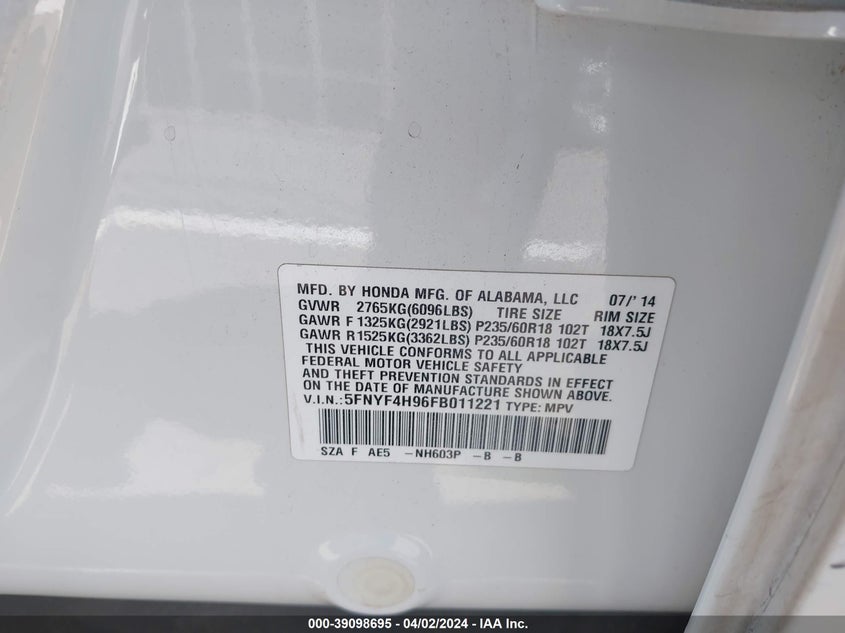 MFD. BY HONDA MFG. OF ALABAMA, LLC 07/' 14
GVWR 2765KG(6096LBS) TIRE SIZE RIM SIZE
GAWR F 1325KG(2921LBS) P235/60R18 102T 18X7.5J
GAWR R1525KG(3362LBS) P235/60R18 102T 18X7.5J
THIS VEHICLE CONFORMS TO ALL APPLICABLE
FEDERAL MOTOR VEHICLE SAFETY
AND THEFT PREVENTION STANDARDS IN EFFECT
ON THE DATE OF MANUFACTURE SHOWN ABOVE.
V.I.N.:5FNYF4H96FB011221 TYPE: MPV
SZA F AE5 -NH603P -B -B
000-39098695 - 04/02/2024 - IAA Inc.